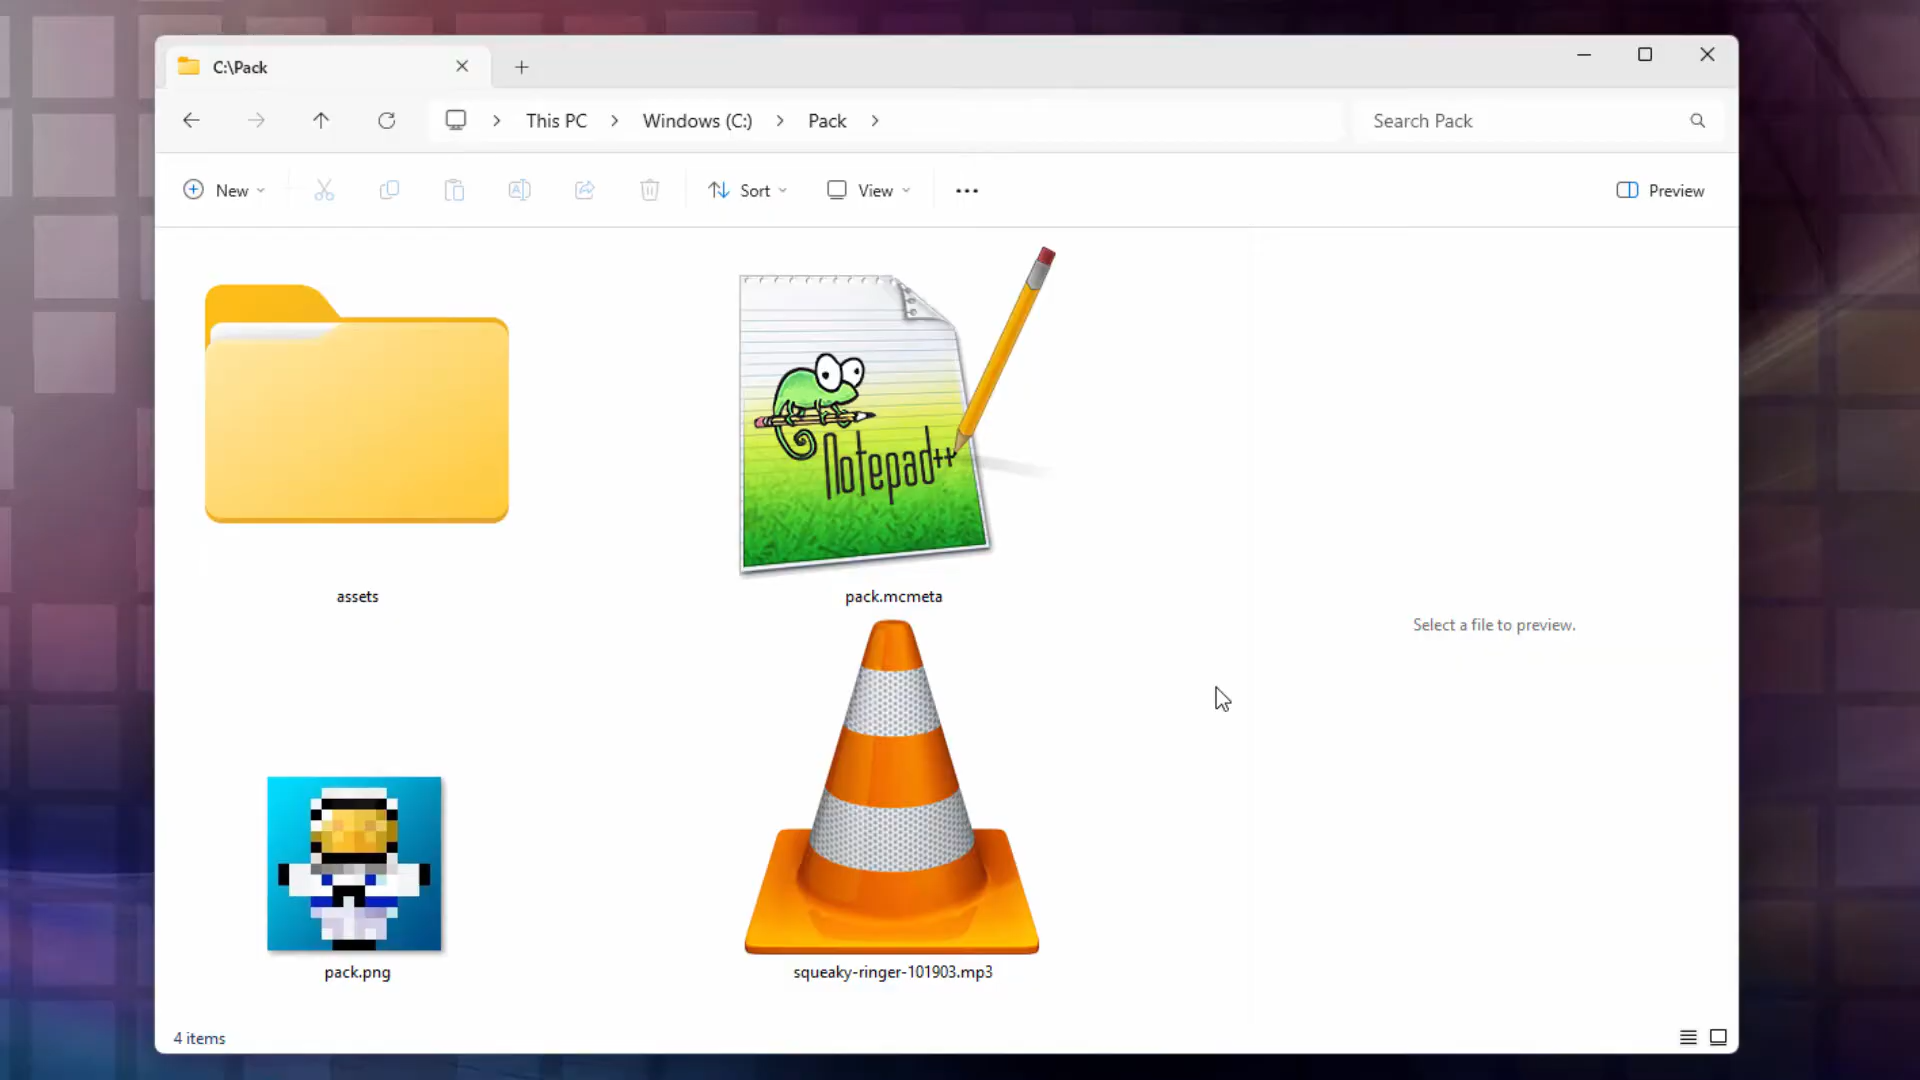 C:\Pack
This PC
Windows (C:)
Pack
Search Pack
New
Sort
View
Preview
Notepad++
assets
pack.mcmeta
Select a file to preview.
pack.png
squeaky-ringer-101903.mp3
4 items